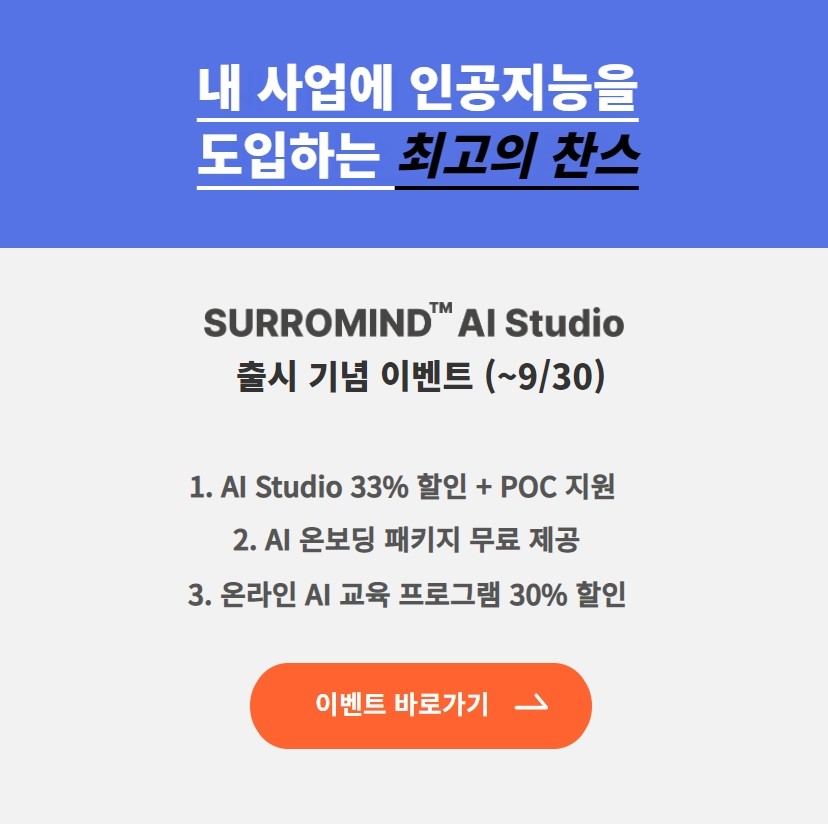 내 사업에 인공지능을
도입하는 최고의 찬스
SURROMIND™ AI Studio
출시 기념 이벤트 (~9/30)
1. AI Studio 33% 할인 + POC 지원
2. AI 온보딩 패키지 무료 제공
3. 온라인 AI 교육 프로그램 30% 할인
이벤트 바로가기